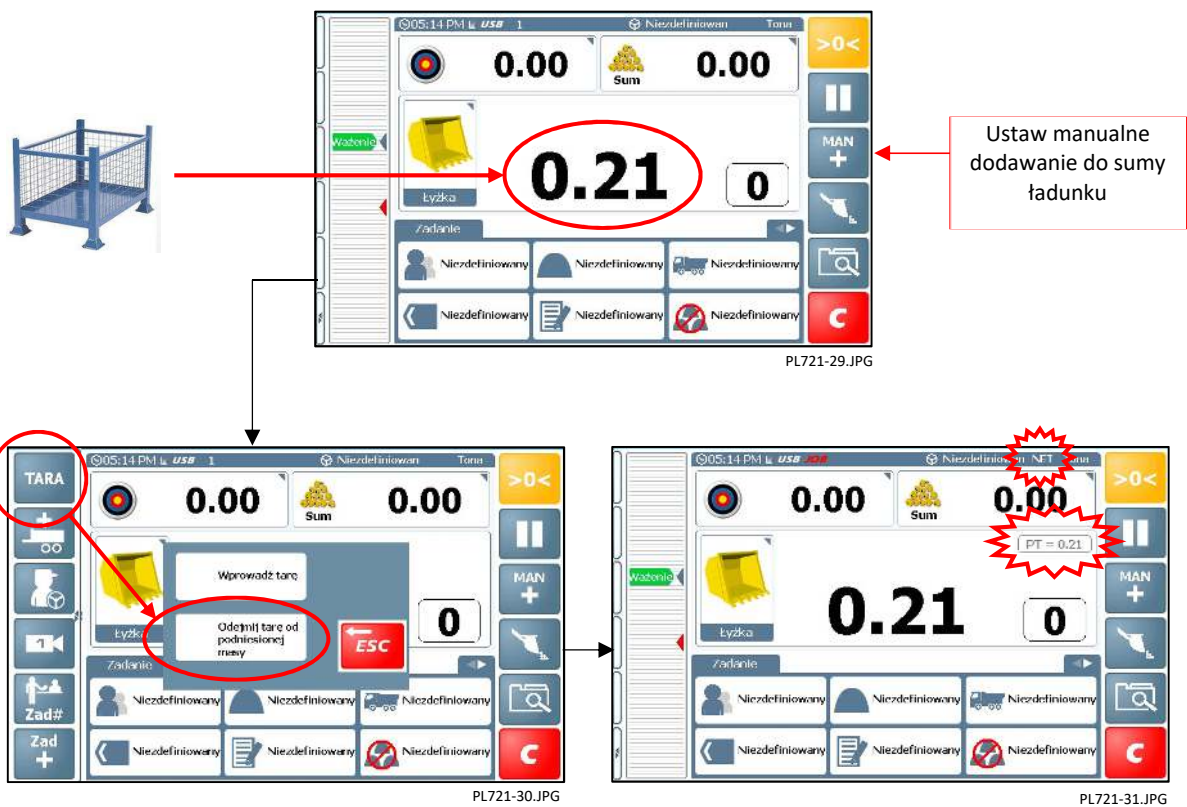 05:14 PM USB 1 Niezdefiniowan Tona
0.00
Sum
0.00
>0<
MAN
+
Ważenie
Łyżka
0.21
0
Zadanie
Niezdefiniowany
Niezdefiniowany
Niezdefiniowany
Niezdefiniowany
Niezdefiniowany
Niezdefiniowany
C
Ustaw manualne
dodawanie do sumy
ładunku
PL721-29.JPG
TARA
1
Zad#
Zad
+
05:14 PM USB 1 Niezdefiniowan Tona
0.00
Sum
0.00
>0<
MAN
+
Wprowadź tarę
Odejmij tarę od
podniesionej
masy
ESC
Łyżka
0
Zadanie
Niezdefiniowany
Niezdefiniowany
Niezdefiniowany
Niezdefiniowany
Niezdefiniowany
Niezdefiniowany
C
PL721-30.JPG
05:14 PM USB JOB Niezdefiniowan NET
0.00
Sum
0.00
>0<
PT = 0.21
MAN
+
Ważenie
Łyżka
0.21
0
Zadanie
Niezdefiniowany
Niezdefiniowany
Niezdefiniowany
Niezdefiniowany
Niezdefiniowany
Niezdefiniowany
C
PL721-31.JPG